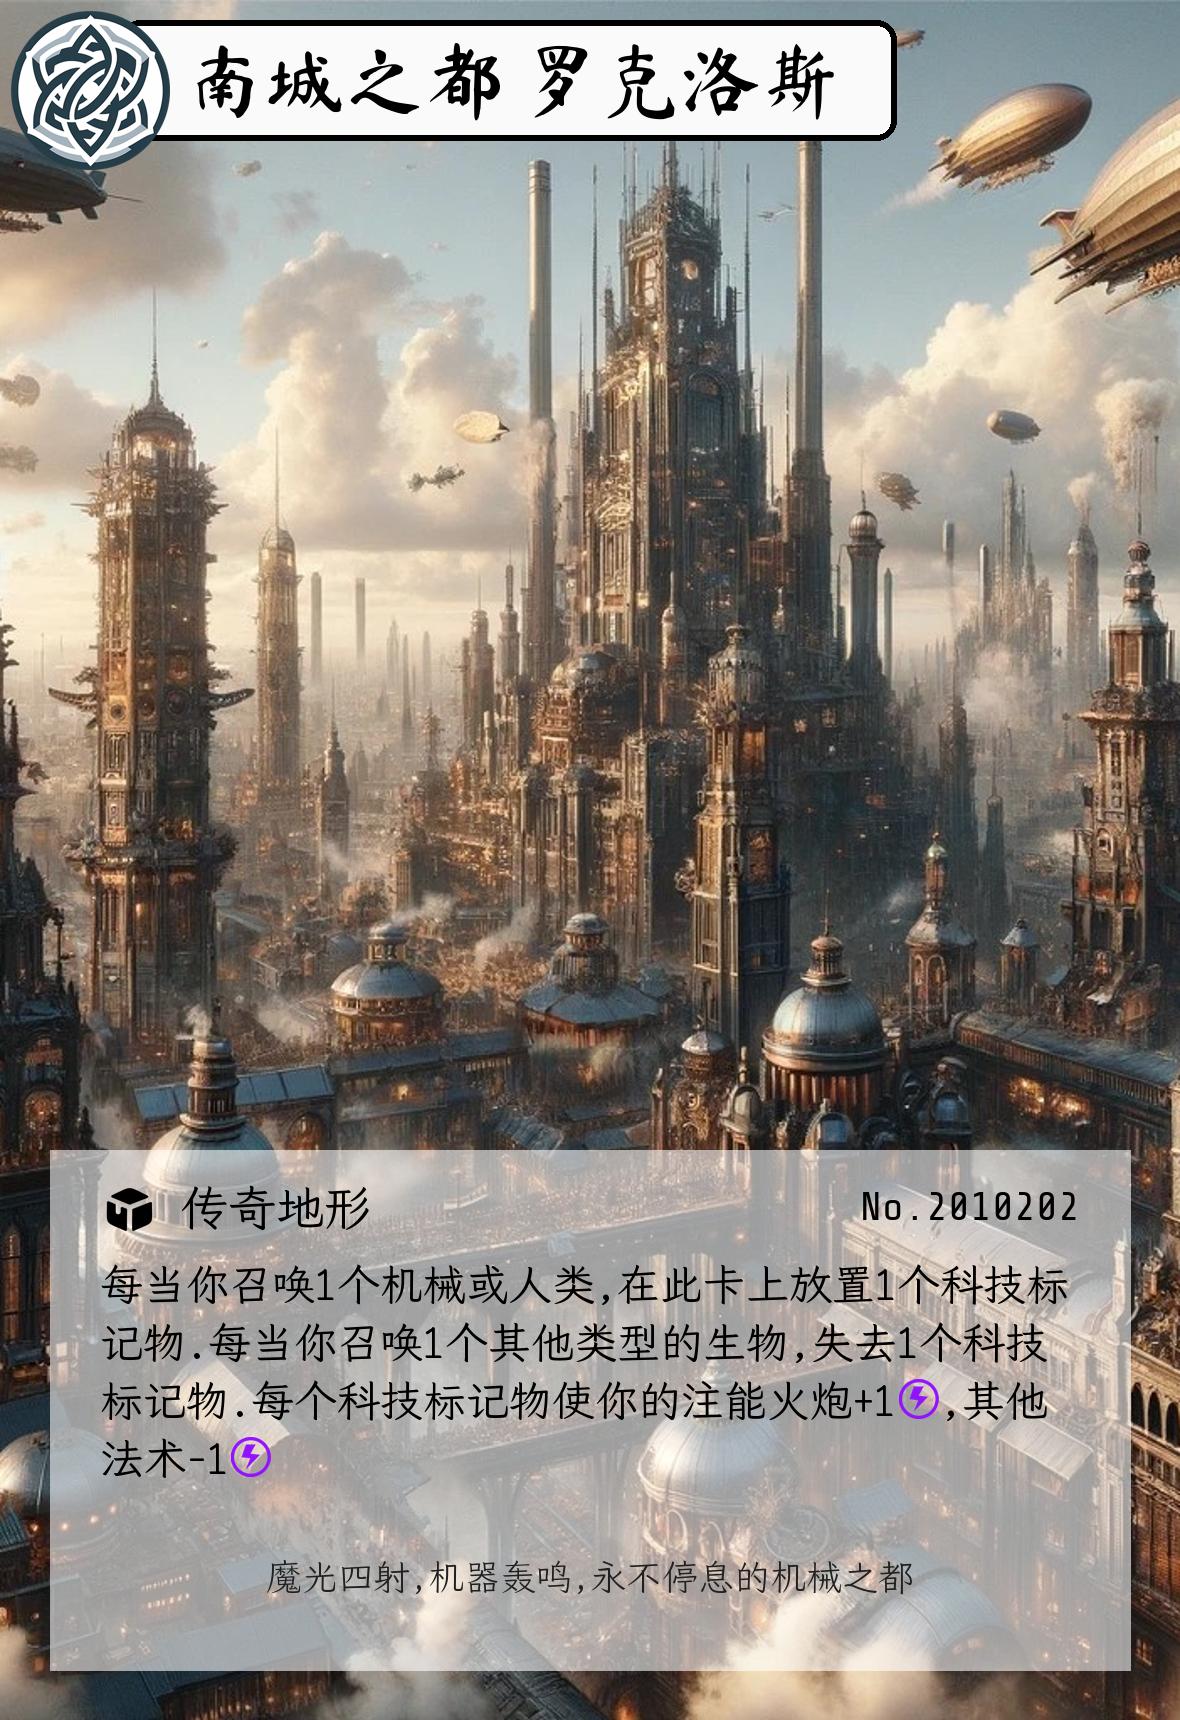 南城之都 罗克洛斯
传奇地形
No.2010202
每当你召唤1个机械或人类,在此卡上放置1个科技标
记物.每当你召唤1个其他类型的生物,失去1个科技
标记物.每个科技标记物使你的注能火炮+1,其他
法术-1
魔光四射,机器轰鸣,永不停息的机械之都